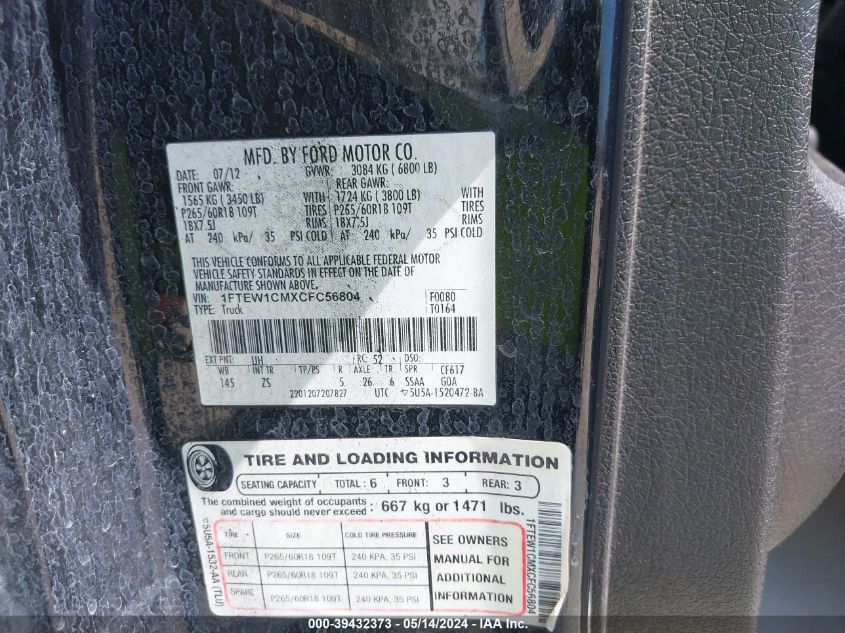 MFD. BY FORD MOTOR CO.
DATE: 07/12 GVWR: 3084 KG ( 6800 LB)
FRONT GAWR: REAR GAWR:
1565 KG ( 3450 LB) WITH 1724 KG ( 3800 LB) WITH
P265/60R18 109T TIRES P265/60R18 109T TIRES
18X7.5J RIMS 18X7.5J RIMS
AT 240 kPa/ 35 PSI COLD AT 240 kPa/ 35 PSI COLD
THIS VEHICLE CONFORMS TO ALL APPLICABLE FEDERAL MOTOR
VEHICLE SAFETY STANDARDS IN EFFECT ON THE DATE OF
MANUFACTURE SHOWN ABOVE.
VIN: 1FTEW1CMXCFC56804 F0080
TYPE: Truck T0164
EXT PNT: UH RC: 52 DSO:
WB INT TR TP/PS R AXLE TR SPR CF617
145 ZS 5 26 6 SSAA GOA
2201207207827 UTC 5U5A-1520472-BA
TIRE AND LOADING INFORMATION
SEATING CAPACITY TOTAL: 6 FRONT: 3 REAR: 3
The combined weight of occupants
and cargo should never exceed : 667 kg or 1471 lbs.
TIRE SIZE COLD TIRE PRESSURE
FRONT P265/60R18 109T 240 KPA, 35 PSI
REAR P265/60R18 109T 240 KPA, 35 PSI
SPARE P265/60R18 109T 240 KPA, 35 PSI
SEE OWNERS
MANUAL FOR
ADDITIONAL
INFORMATION
5U5A-1532-AA (TLU)
1FTEW1CMXCFC56804
000-39432373 - 05/14/2024 - IAA Inc.